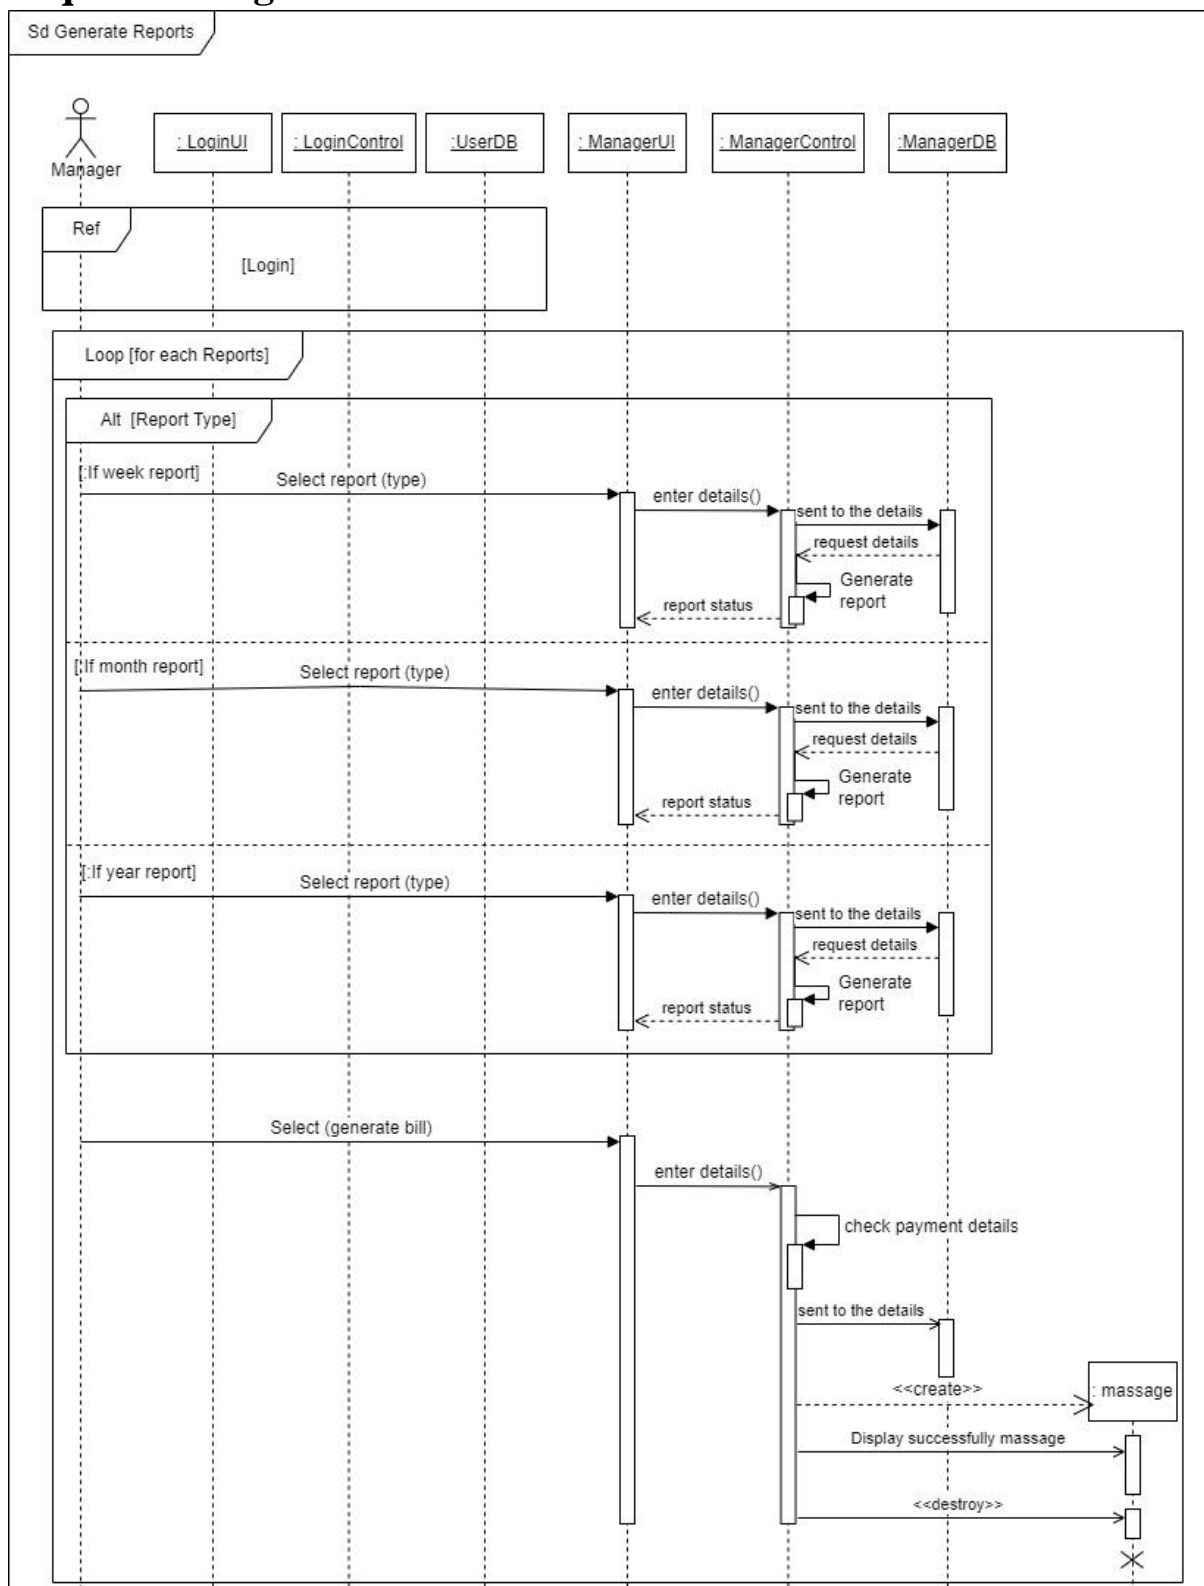 Sd Generate Reports
Manager
: LoginUI
: LoginControl
:UserDB
: ManagerUI
: ManagerControl
:ManagerDB
Ref
[Login]
Loop [for each Reports]
Alt [Report Type]
[:If week report]
Select report (type)
enter details()
sent to the details
request details
Generate
report
report status
[:If month report]
Select report (type)
enter details()
sent to the details
request details
Generate
report
report status
[:If year report]
Select report (type)
enter details()
sent to the details
request details
Generate
report
report status
Select (generate bill)
enter details()
check payment details
sent to the details
<<create>>
: massage
Display successfully massage
<<destroy>>